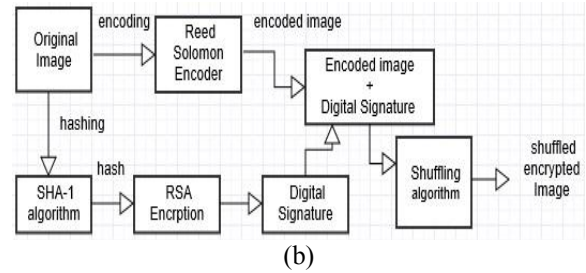 Original
Image
encoding
Reed
Solomon
Encoder
encoded image
Encoded image
+
Digital Signature
hashing
SHA-1
algorithm
hash
RSA
Encrption
Digital
Signature
Shuffling
algorithm
shuffled
encrypted
Image
(b)